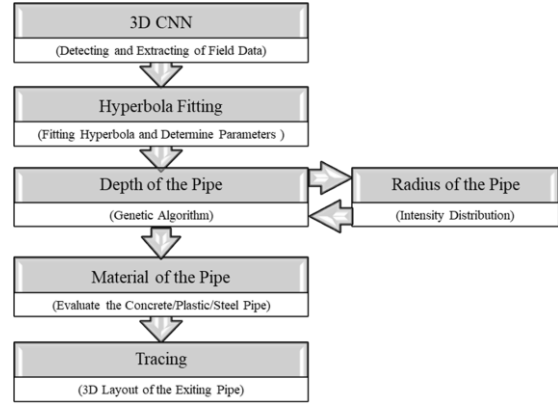 3D CNN
(Detecting and Extracting of Field Data)
Hyperbola Fitting
(Fitting Hyperbola and Determine Parameters )
Depth of the Pipe
(Genetic Algorithm)
Radius of the Pipe
(Intensity Distribution)
Material of the Pipe
(Evaluate the Concrete/Plastic/Steel Pipe)
Tracing
(3D Layout of the Exiting Pipe)